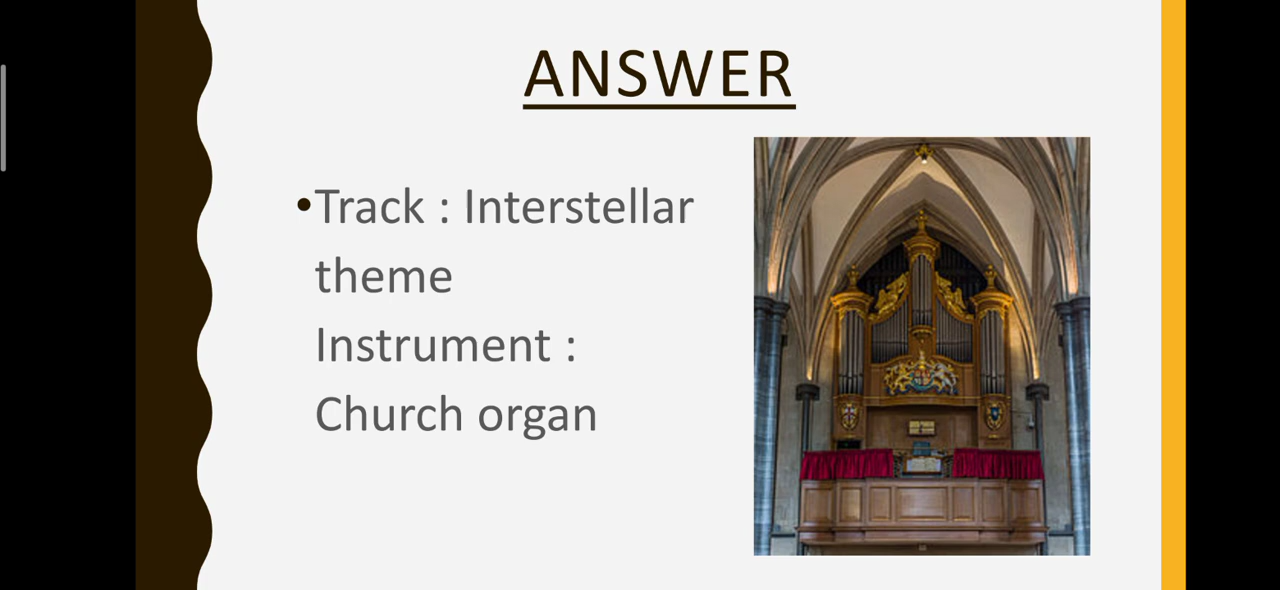 ANSWER
•Track : Interstellar
theme
Instrument :
Church organ